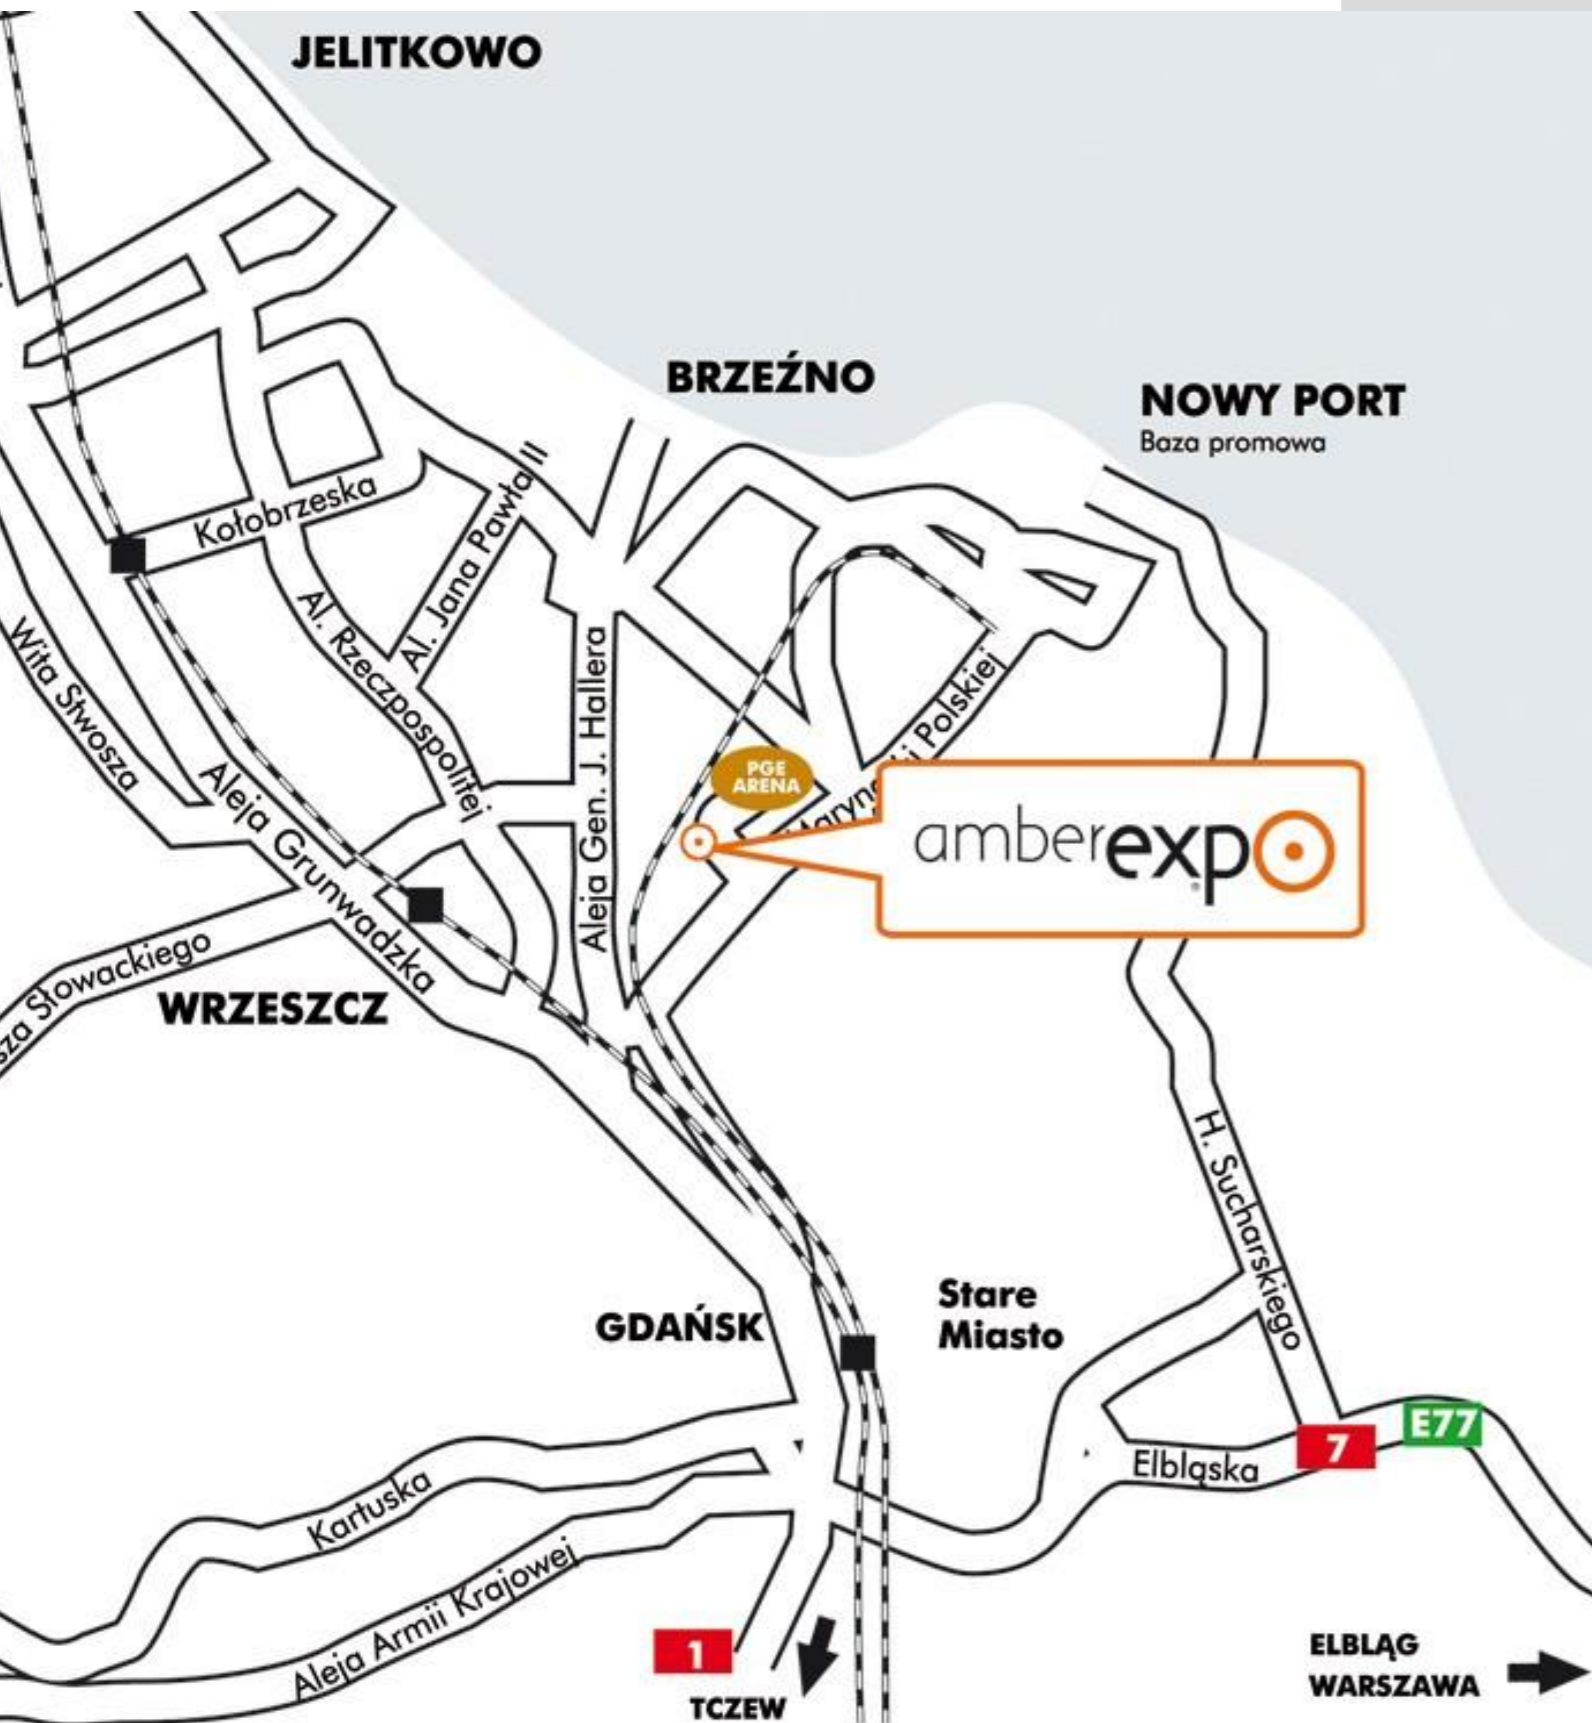 JELITKOWO
BRZEŹNO
NOWY PORT
Baza promowa
Kołobrzeska
Al. Jana Pawła II
Al. Rzeczpospolitej
Wita Stwosza
Aleja Gen. J. Hallera
Polskiej
PGE
ARENA
amberexpo
Aleja Grunwadzka
Słowackiego
WRZESZCZ
H. Sucharskiego
Stare
Miasto
GDAŃSK
E77
7
Elbląska
Kartuska
Aleja Armii Krajowej
1
TCZEW
ELBLĄG
WARSZAWA